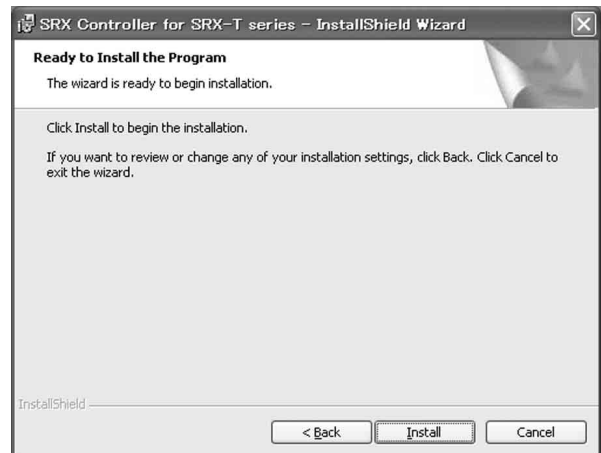 SRX Controller for SRX-T series - InstallShield Wizard
Ready to Install the Program
The wizard is ready to begin installation.
Click Install to begin the installation.
If you want to review or change any of your installation settings, click Back. Click Cancel to
exit the wizard.
InstallShield
< Back
Install
Cancel